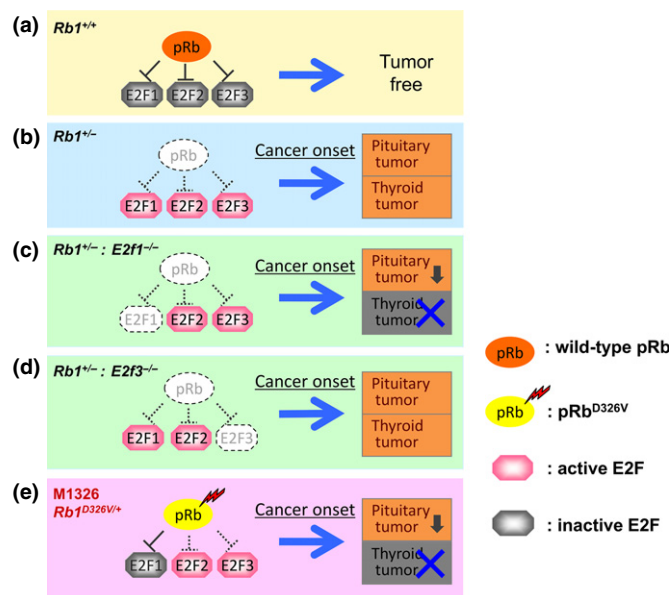 (a) Rb1+/+
pRb
E2F1 E2F2 E2F3
Tumor
free
(b) Rb1+/−
pRb
E2F1 E2F2 E2F3
Cancer onset
Pituitary
tumor
Thyroid
tumor
(c) Rb1+/− : E2f1−/−
pRb
E2F1 E2F2 E2F3
Cancer onset
Pituitary
tumor
Thyroid
tumor
(d) Rb1+/− : E2f3−/−
pRb
E2F1 E2F2 E2F3
Cancer onset
Pituitary
tumor
Thyroid
tumor
(e) M1326
Rb1D326V/+
pRb
E2F1 E2F2 E2F3
Cancer onset
Pituitary
tumor
Thyroid
tumor
pRb : wild-type pRb
pRb : pRbD326V
: active E2F
: inactive E2F